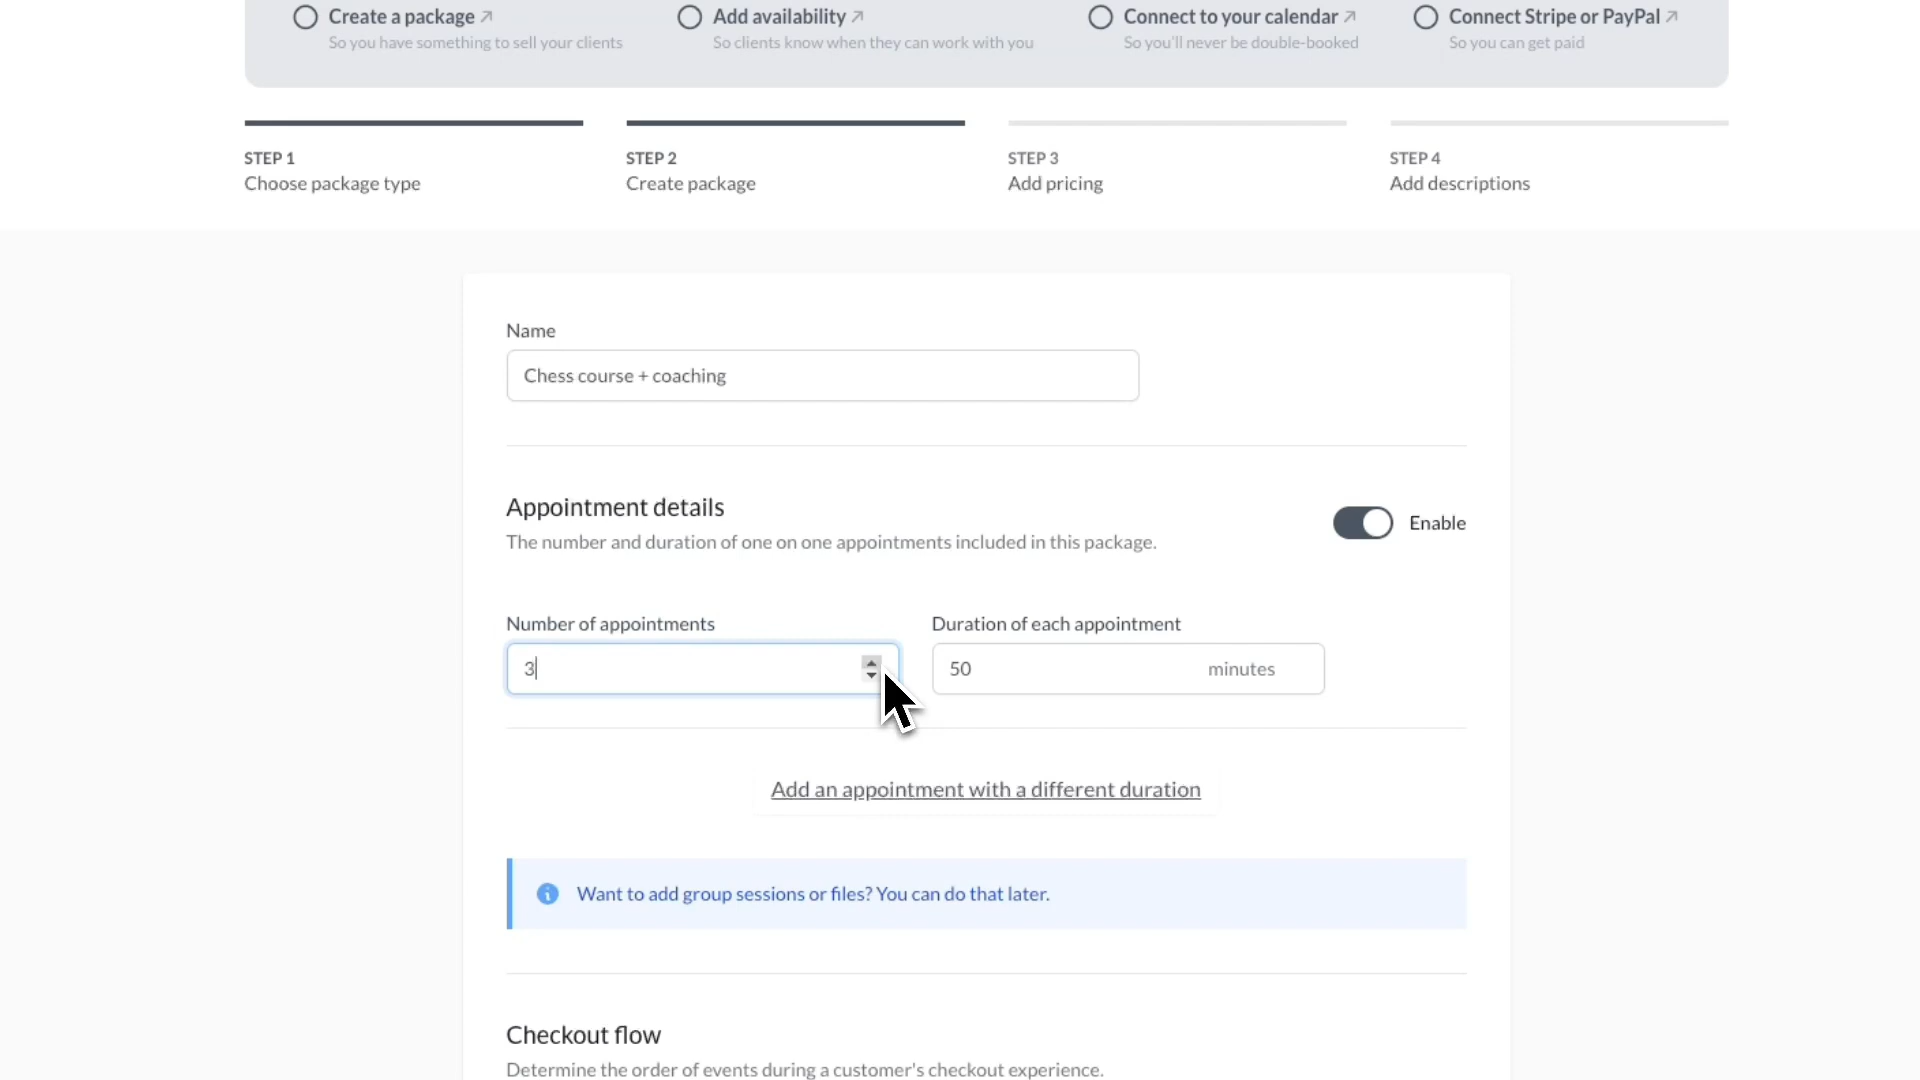 Create a package
Add availability
Connect to your calendar
Connect Stripe or PayPal
So you have something to sell your clients
So clients know when they can work with you
So you'll never be double-booked
So you can get paid
STEP 1
Choose package type
STEP 2
Create package
STEP 3
Add pricing
STEP 4
Add descriptions
Name
Chess course + coaching
Appointment details
The number and duration of one on one appointments included in this package.
Enable
Number of appointments
Duration of each appointment
3
50
minutes
Add an appointment with a different duration
Want to add group sessions or files? You can do that later.
Checkout flow
Determine the order of events during a customer's checkout experience.